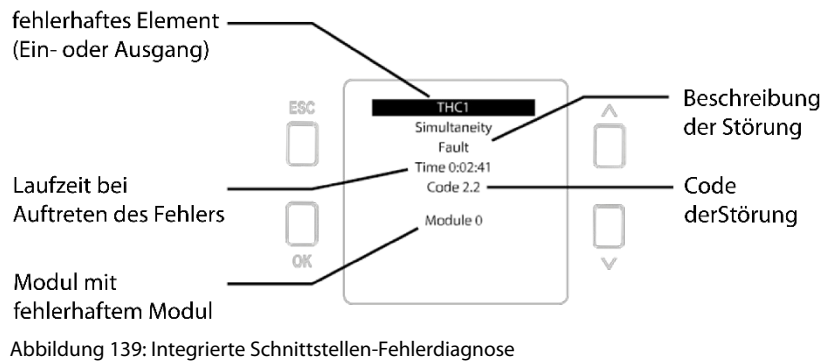 fehlerhaftes Element
(Ein- oder Ausgang)
ESC
THC1
Simultaneity
Fault
Time 0:02:41
Code 2.2
Module 0
Beschreibung
der Störung
Laufzeit bei
Auftreten des Fehlers
Code
derStörung
OK
Modul mit
fehlerhaftem Modul
Abbildung 139: Integrierte Schnittstellen-Fehlerdiagnose